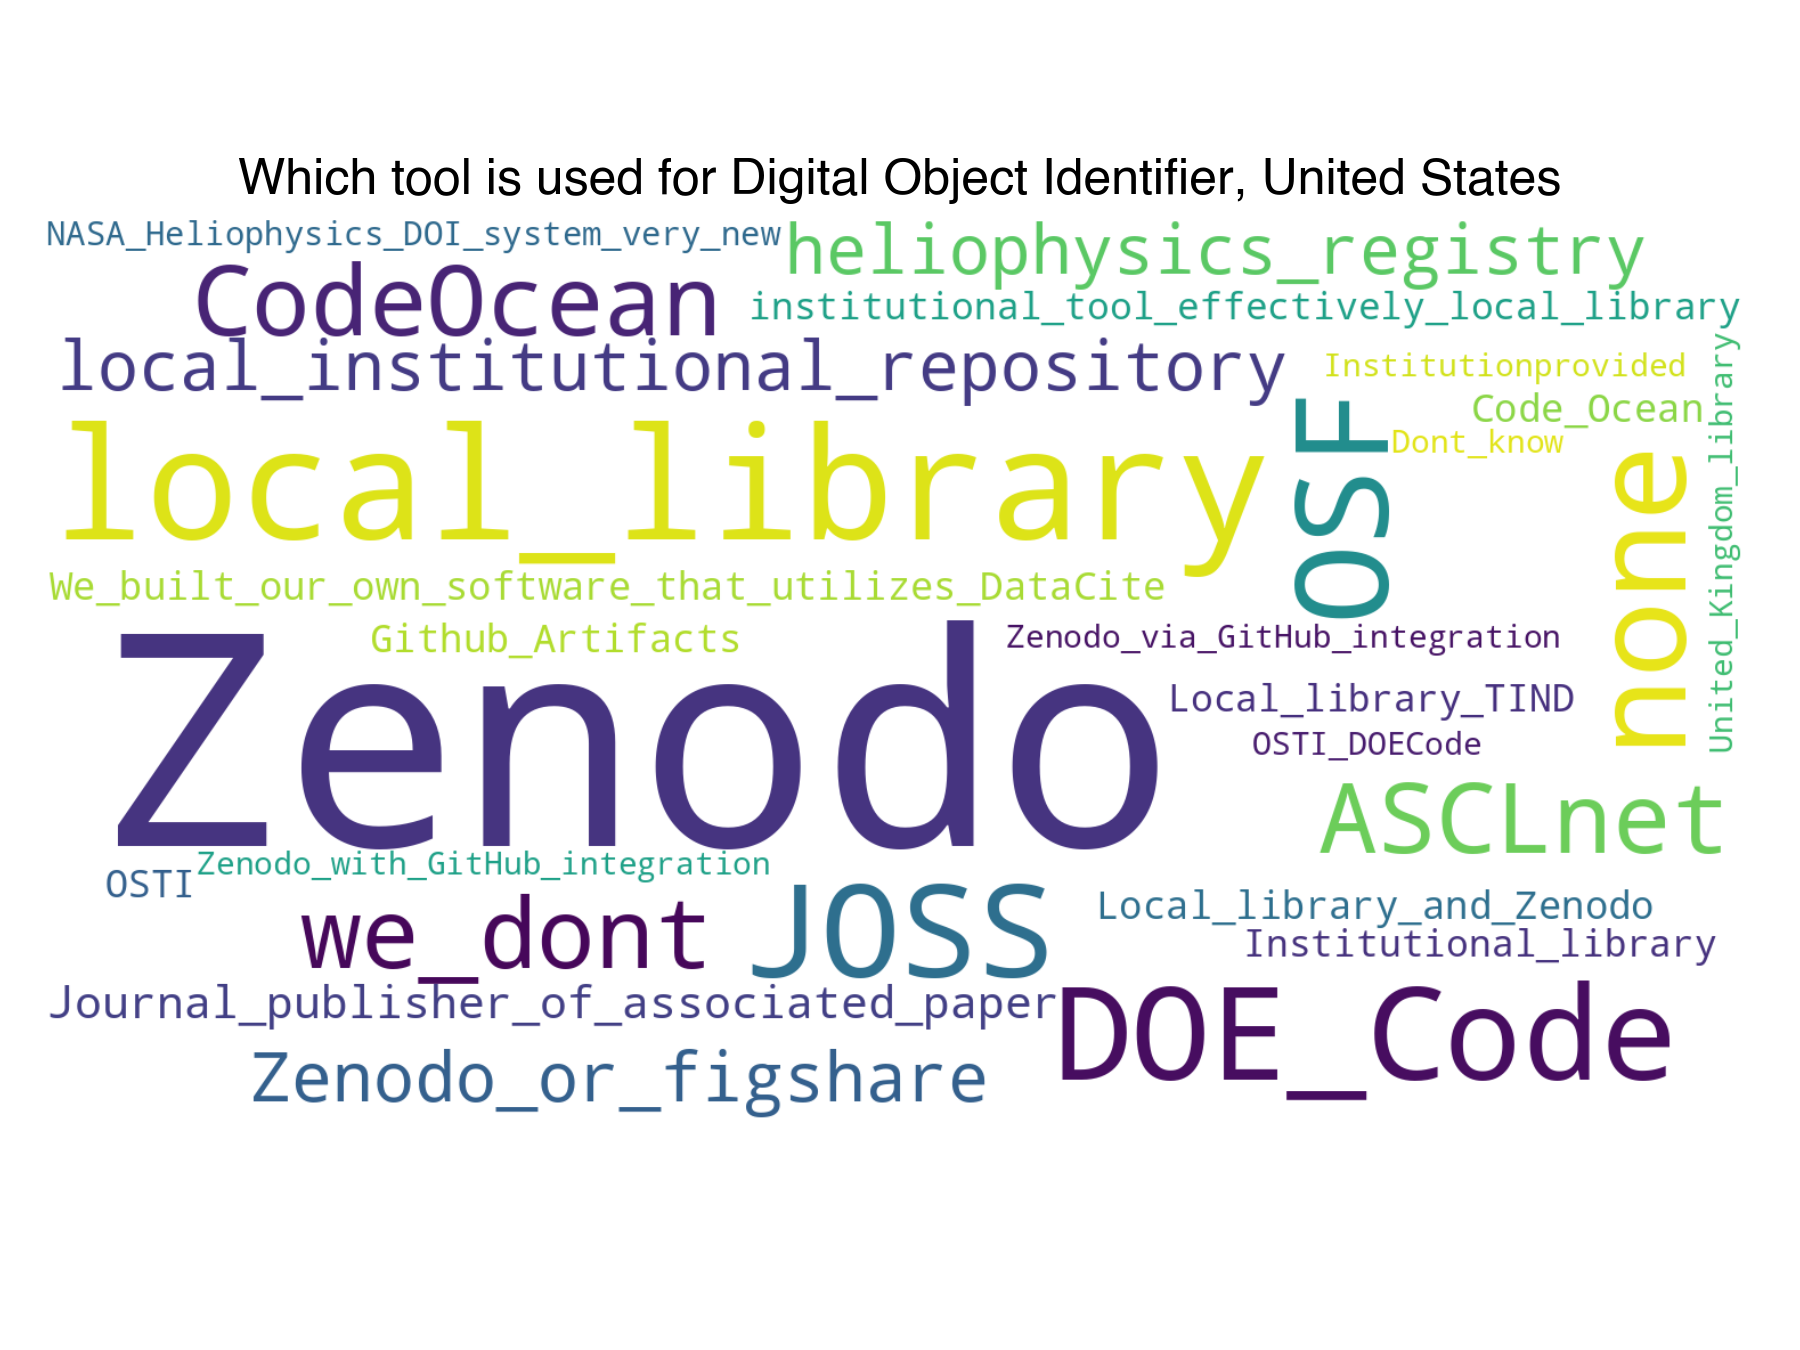 Which tool is used for Digital Object Identifier, United States
NASA_Heliophysics_DOI_system_very_new
heliophysics_registry
CodeOcean
institutional_tool_effectively_local_library
local_institutional_repository
Institutionprovided
Code_Ocean
Dont_know
United_Kingdom_library
OSF
none
local_library
We_built_our_own_software_that_utilizes_DataCite
Github_Artifacts
Zenodo_via_GitHub_integration
Zenodo
Local_library_TIND
OSTI_DOECode
ASCLnet
Zenodo_with_GitHub_integration
OSTI
we_dont
JOSS
Local_library_and_Zenodo
Institutional_library
Journal_publisher_of_associated_paper
DOE_Code
Zenodo_or_figshare